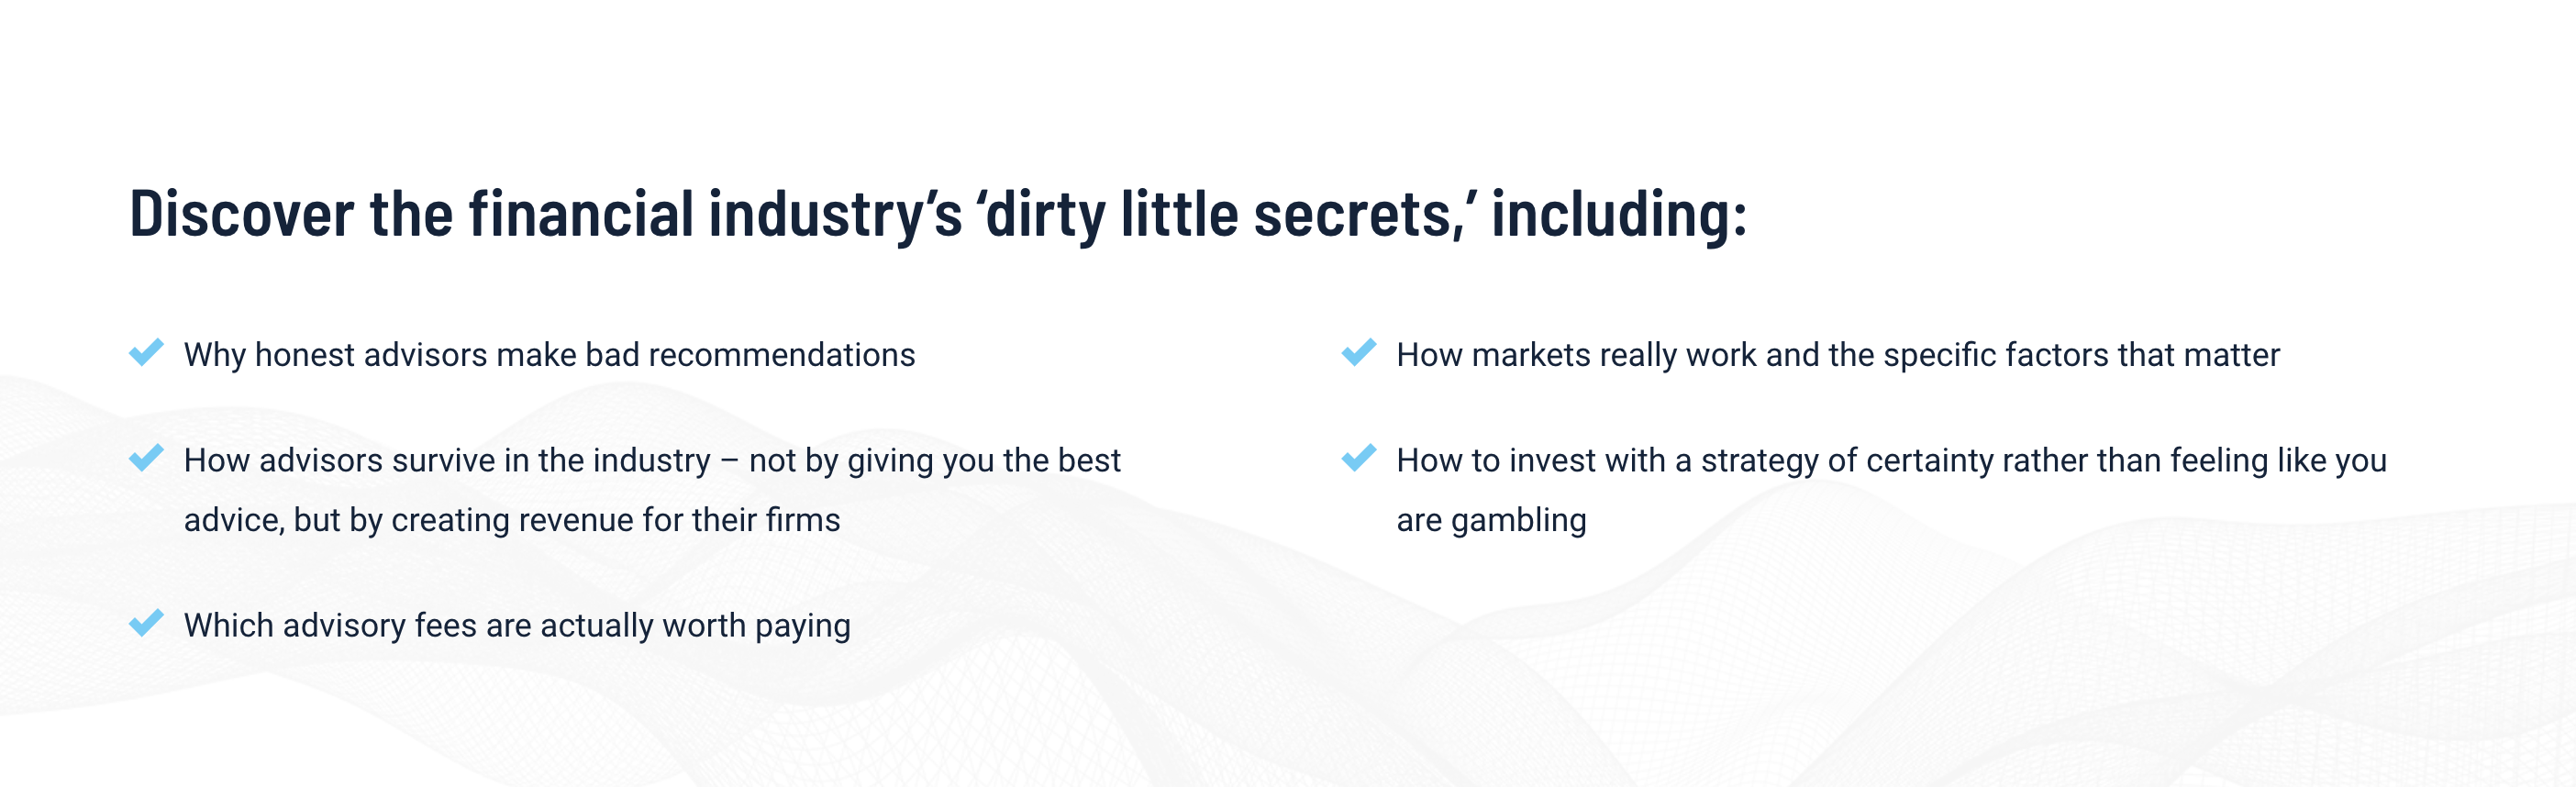 Discover the financial industry’s ‘dirty little secrets,’ including:
Why honest advisors make bad recommendations
How advisors survive in the industry – not by giving you the best
advice, but by creating revenue for their firms
Which advisory fees are actually worth paying
How markets really work and the specific factors that matter
How to invest with a strategy of certainty rather than feeling like you
are gambling